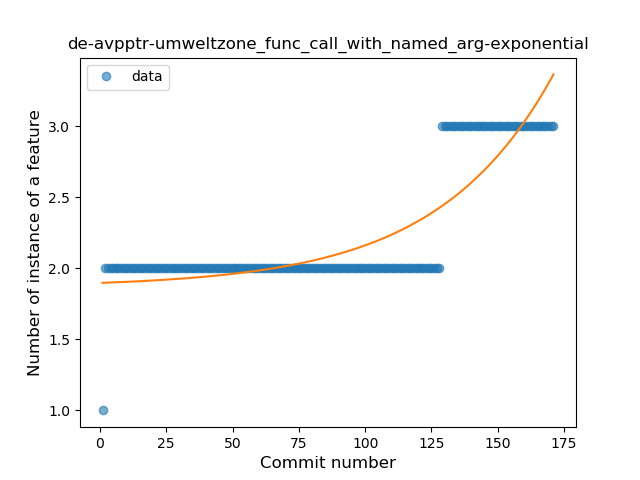 de-avpptr-umweltzone_func_call_with_named_arg-exponential
data
Number of instance of a feature
3.0
2.5
2.0
1.5
1.0
0 25 50 75 100 125 150 175
Commit number